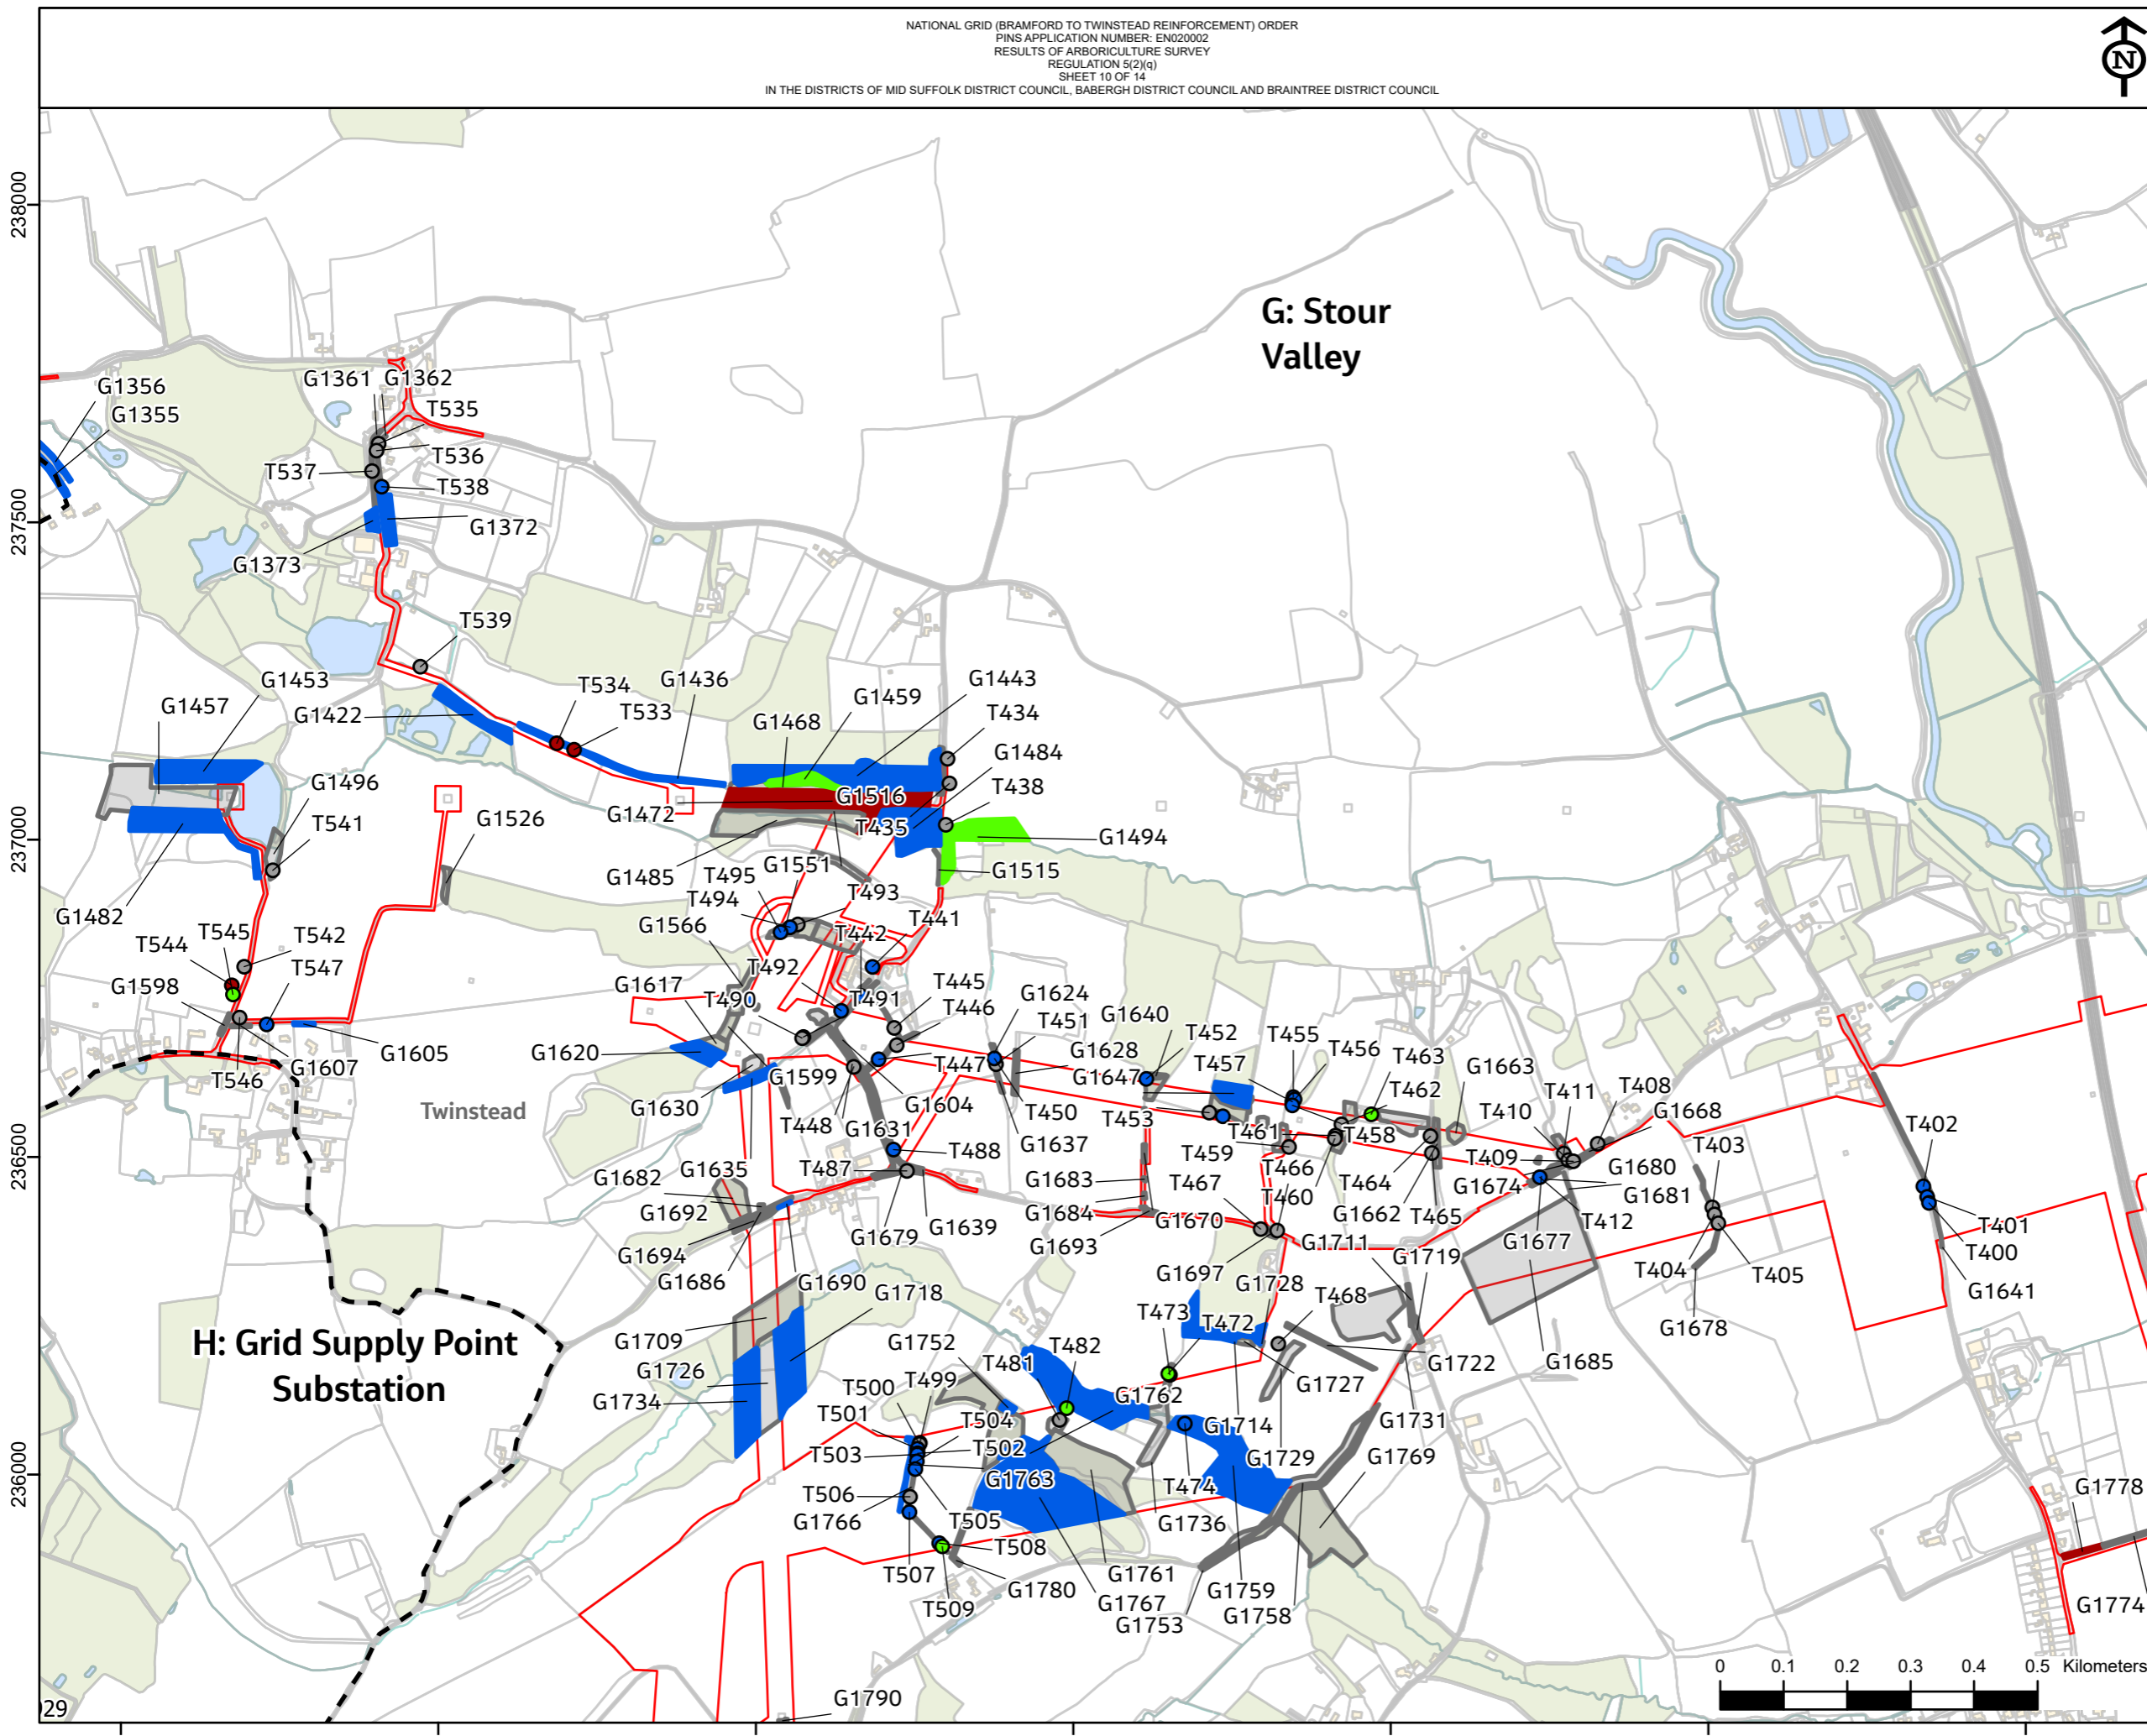 NATIONAL GRID (BRAMFORD TO TWINSTEAD REINFORCEMENT) ORDER
PINS APPLICATION NUMBER: EN020002
RESULTS OF ARBORICULTURE SURVEY
REGULATION 5(2)(q)
SHEET 10 OF 14
IN THE DISTRICTS OF MID SUFFOLK DISTRICT COUNCIL, BABERGH DISTRICT COUNCIL AND BRAINTREE DISTRICT COUNCIL
N
238000
G: Stour
Valley
G1356
G1355
G1361 G1362
T535
T536
T537
T538
237500
G1372
G1373
T539
G1453
G1457
G1422
T534
G1436
T533
G1468
G1459
G1443
T434
G1484
T438
G1472
G1516
T435
G1496
T541
G1526
237000
G1494
G1485
G1551
T495
T494
T493
G1515
G1482
T441
G1566
T442
T545
T544
T542
T547
G1598
G1617
T492
T490
T491
T445
T446
G1624
T451
G1640
T452
T455
T456
G1628
T457
T463
G1663
T462
T411
T408
G1620
G1605
G1607
T546
G1599
T447
G1647
G1668
T410
T402
Twinstead
G1630
T448
G1604
T450
T453
T461
T458
T403
G1631
G1637
236500
T459
T409
T488
T487
G1635
G1682
G1683
T466
T467
T460
T464
G1674
G1680
G1681
G1692
G1684
G1670
G1662
T465
T412
T401
G1694
G1679
G1639
G1693
G1711
G1719
G1677
T400
G1686
G1690
G1718
G1697
G1728
T404
T405
G1641
T468
H: Grid Supply Point
Substation
G1709
T473
T472
G1678
G1752
T482
T481
G1722
G1685
G1726
G1734
T500
T499
G1727
T501
T504
G1762
G1714
G1731
T503
T502
G1729
G1769
G1763
236000
T506
T474
G1778
G1766
T505
G1736
T508
T507
G1761
G1780
G1759
G1774
T509
G1767
G1758
G1753
0 0.1 0.2 0.3 0.4 0.5 Kilometers
G1790